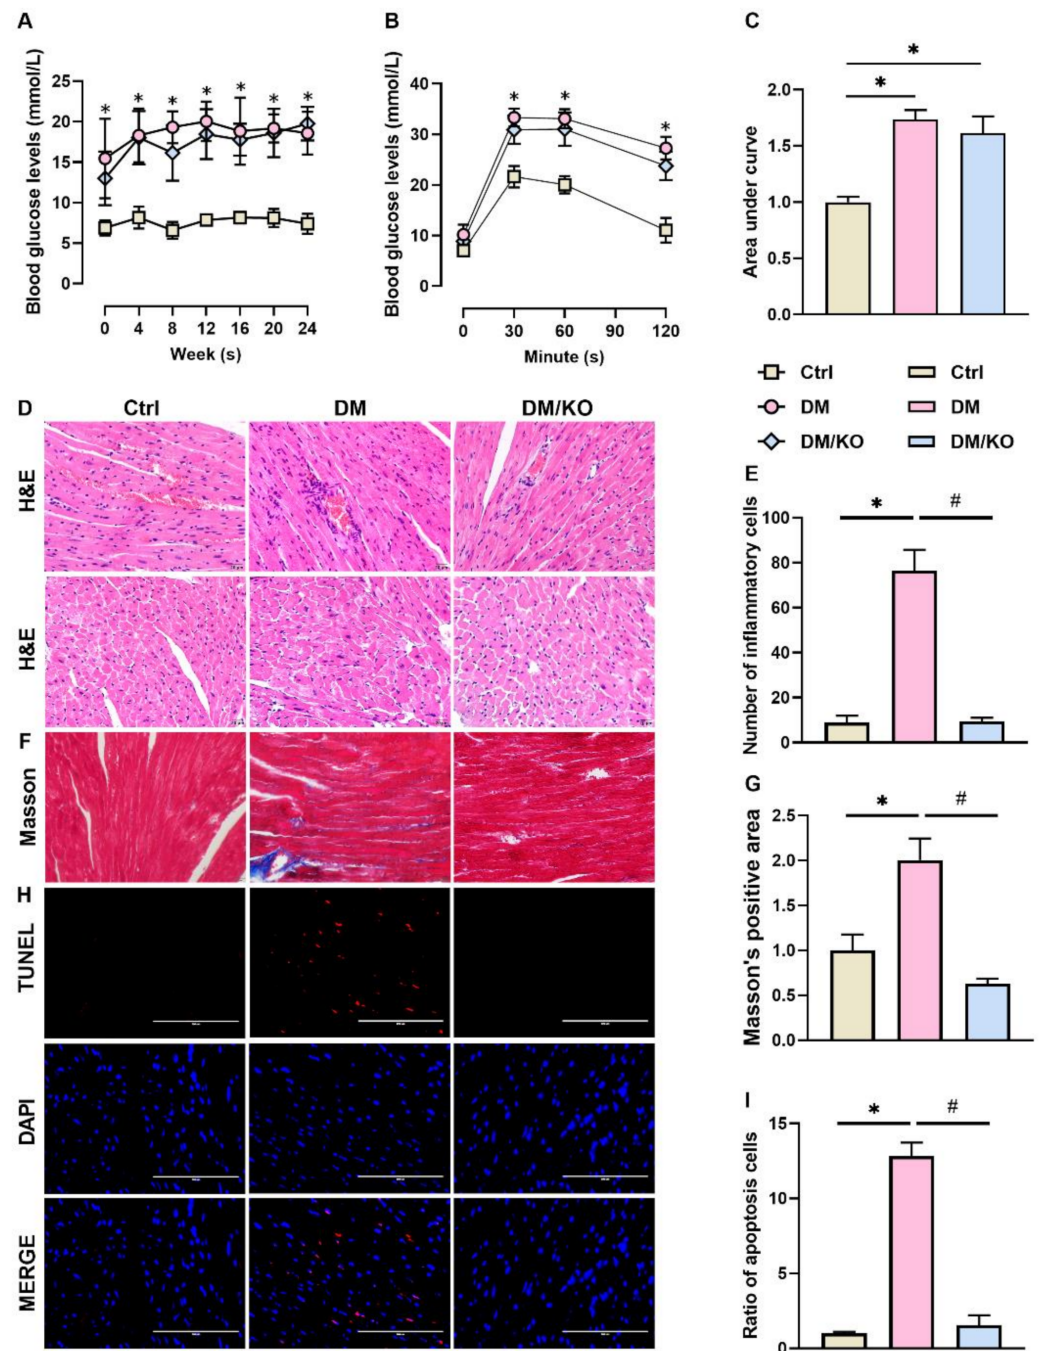 A
B
C
Blood glucose levels (mmol/L)
25
20
15
10
5
0
* * * * * * *
0 4 8 12 16 20 24
Week (s)
Blood glucose levels (mmol/L)
40
30
20
10
0
* * *
0 30 60 90 120
Minute (s)
Area under curve
2.0
1.5
1.0
0.5
0.0
*
*
Ctrl Ctrl
DM DM
DM/KO DM/KO
D
Ctrl DM DM/KO
H&E
H&E
E
Number of inflammatory cells
100
80
60
40
20
0
* #
F
Masson
G
Masson's positive area
2.5
2.0
1.5
1.0
0.5
0.0
* #
H
TUNEL
DAPI
MERGE
I
Ratio of apoptosis cells
15
10
5
0
* #